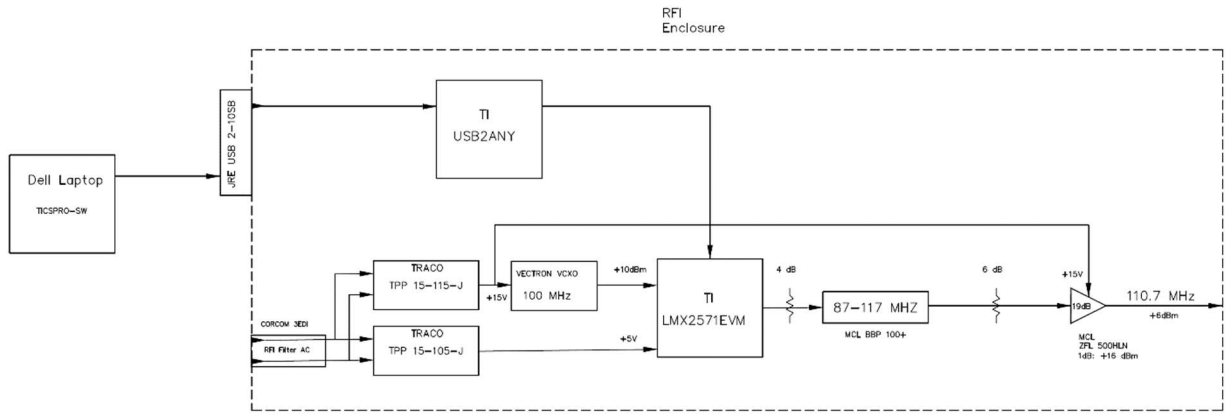 RFI
Enclosure
JRE USB 2-10SB
TI
USB2ANY
Dell Laptop
TICSPRO-SW
TRACO
TPP 15-115-J
+15V
VECTRON VCXO
100 MHz
+10dBm
TI
LMX2571EVM
4 dB
87-117 MHZ
MCL BBP 100+
6 dB
+15V
19dB
110.7 MHz
+6dBm
MCL
ZFL 500HLN
1dB: +16 dBm
CORCOM 3EDI
RFI Filter AC
TRACO
TPP 15-105-J
+5V